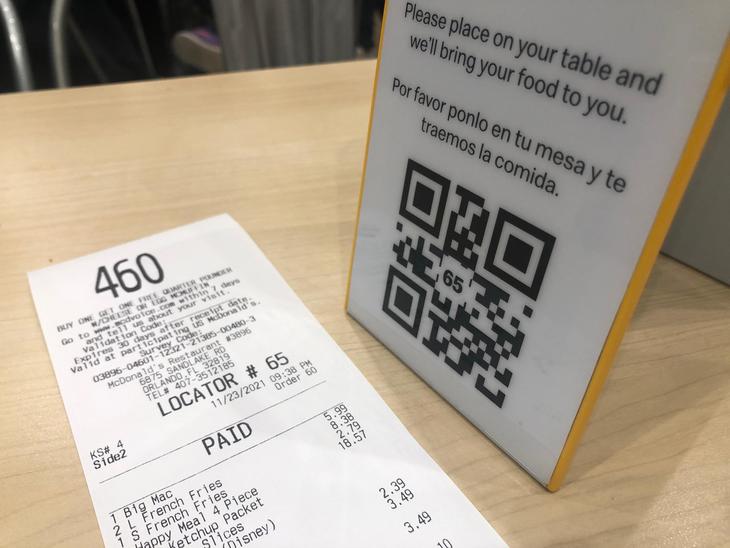 Please place on your table and
we'll bring your food to you.
Por favor ponlo en tu mesa y te
traemos la comida.
65
460
BUY ONE GET ONE FREE QUARTER POUNDER
W/CHEESE OR EGG MCMUFFIN
Go to www.mcdvoice.com within 7 days
and tell us about your visit.
Validation Code:
Expires 30 days after receipt date.
Valid at participating US McDonald's.
Survey Code:
03896-04601-12321-21385-00480-3
McDonald's Restaurant #3896
6875 SANDLAKE RD
ORLANDO, FL 32819
TEL# 407-3512185
LOCATOR # 65
11/23/2021 09:38 PM
KS# 4 Order 60
Side2
PAID
5.99
1 Big Mac 8.38
2 L French Fries 2.79
1 S French Fries 18.57
Happy Meal 4 Piece
Ketchup Packet 2.39
Slices 3.49
(Disney)
3.49
10